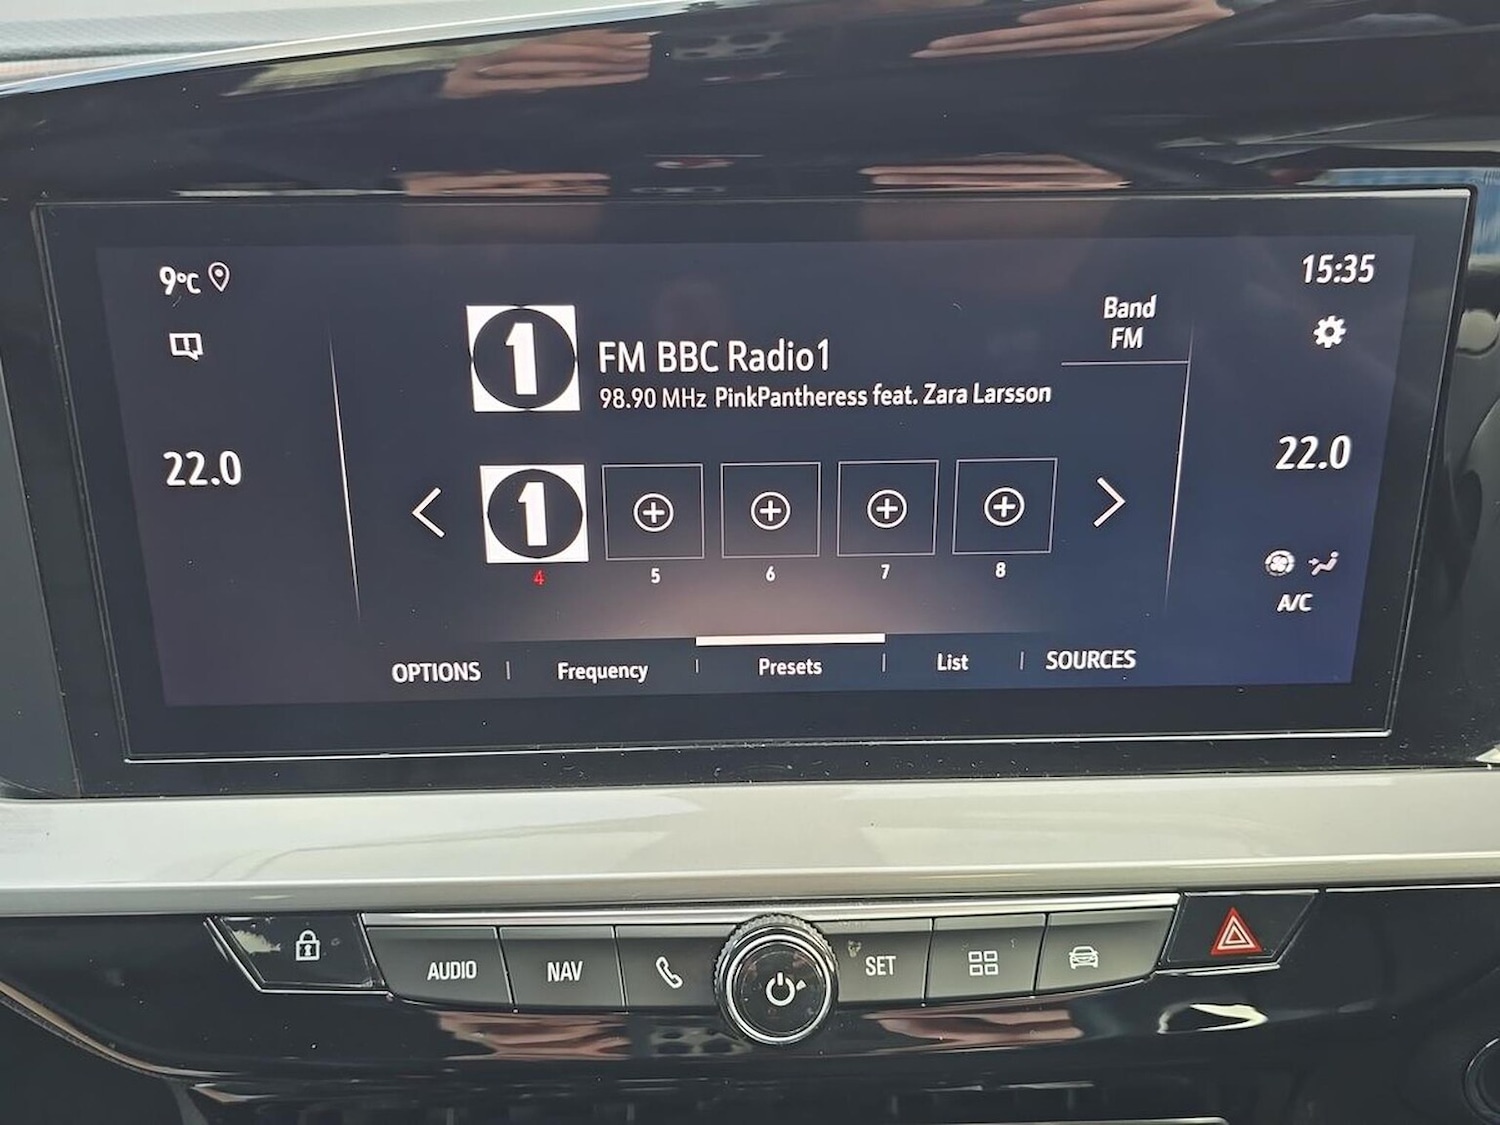 9°C
15:35
Band
FM
1
FM BBC Radio1
98.90 MHz PinkPantheress feat. Zara Larsson
22.0
22.0
1
4
5
6
7
8
A/C
OPTIONS
Frequency
Presets
List
SOURCES
AUDIO
NAV
SET